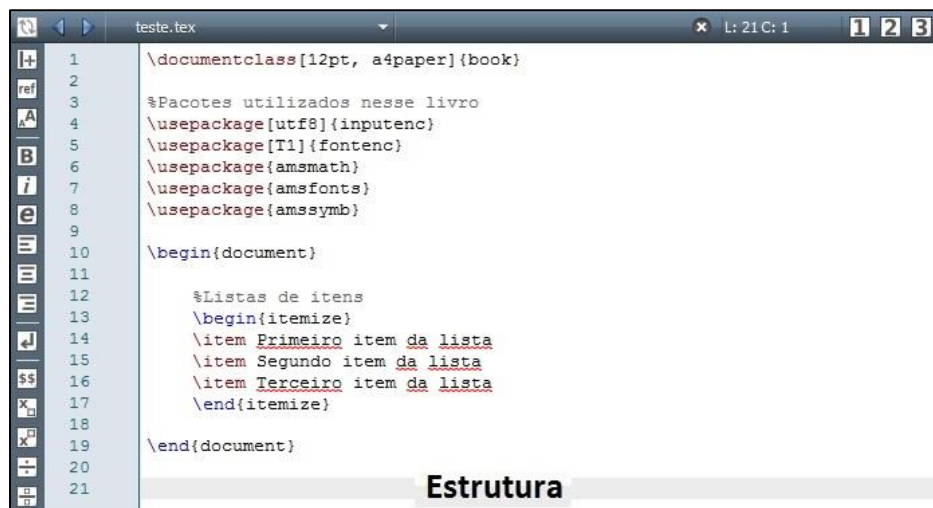 teste.tex L: 21 C: 1 1 2 3
ref
A A
B
i
e
$$
1 \documentclass[12pt, a4paper]{book}
2
3 %Pacotes utilizados nesse livro
4 \usepackage[utf8]{inputenc}
5 \usepackage[T1]{fontenc}
6 \usepackage{amsmath}
7 \usepackage{amsfonts}
8 \usepackage{amssymb}
9
10 \begin{document}
11
12 %Listas de itens
13 \begin{itemize}
14 \item Primeiro item da lista
15 \item Segundo item da lista
16 \item Terceiro item da lista
17 \end{itemize}
18
19 \end{document}
20
21
Estrutura